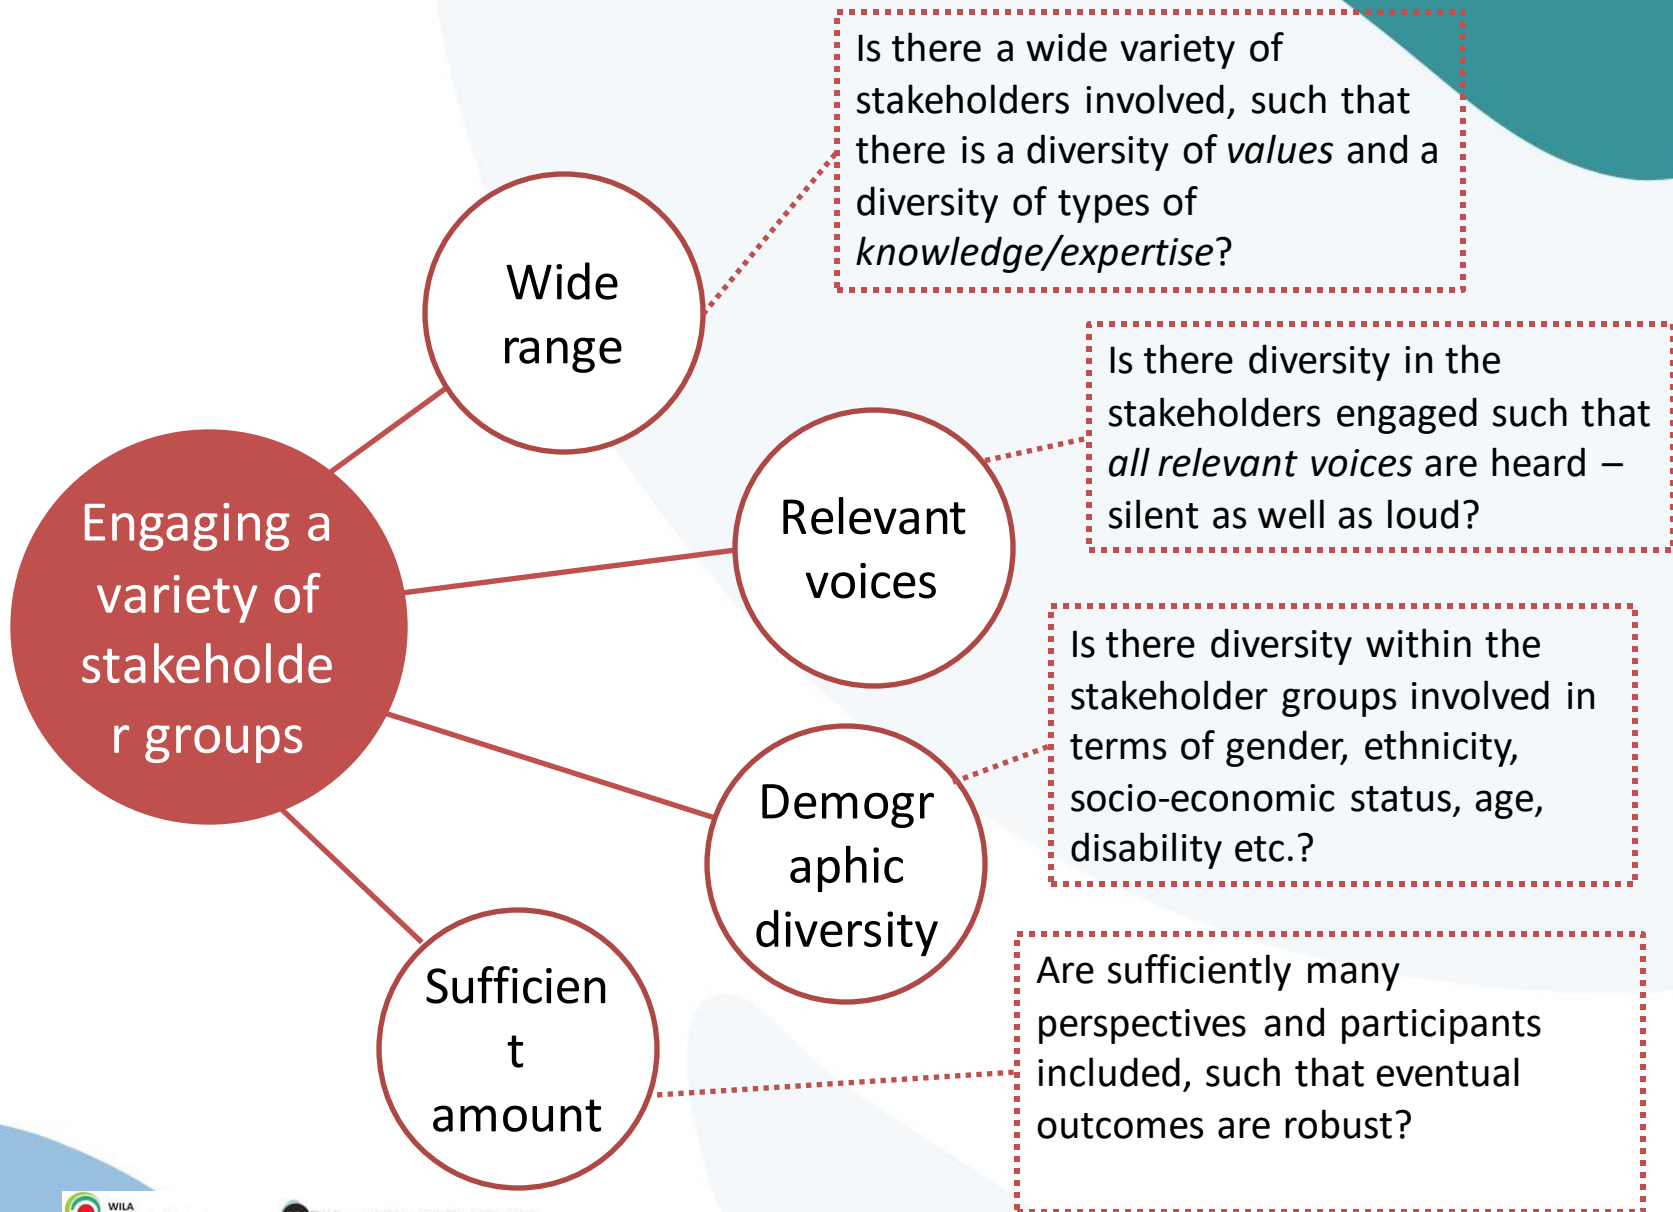 Is there a wide variety of
stakeholders involved, such that
there is a diversity of values and a
diversity of types of
knowledge/expertise?
Wide
range
Is there diversity in the
stakeholders engaged such that
all relevant voices are heard –
silent as well as loud?
Relevant
voices
Engaging a
variety of
stakeholde
r groups
Is there diversity within the
stakeholder groups involved in
terms of gender, ethnicity,
socio-economic status, age,
disability etc.?
Demogr
aphic
diversity
Sufficien
t
amount
Are sufficiently many
perspectives and participants
included, such that eventual
outcomes are robust?
WILA